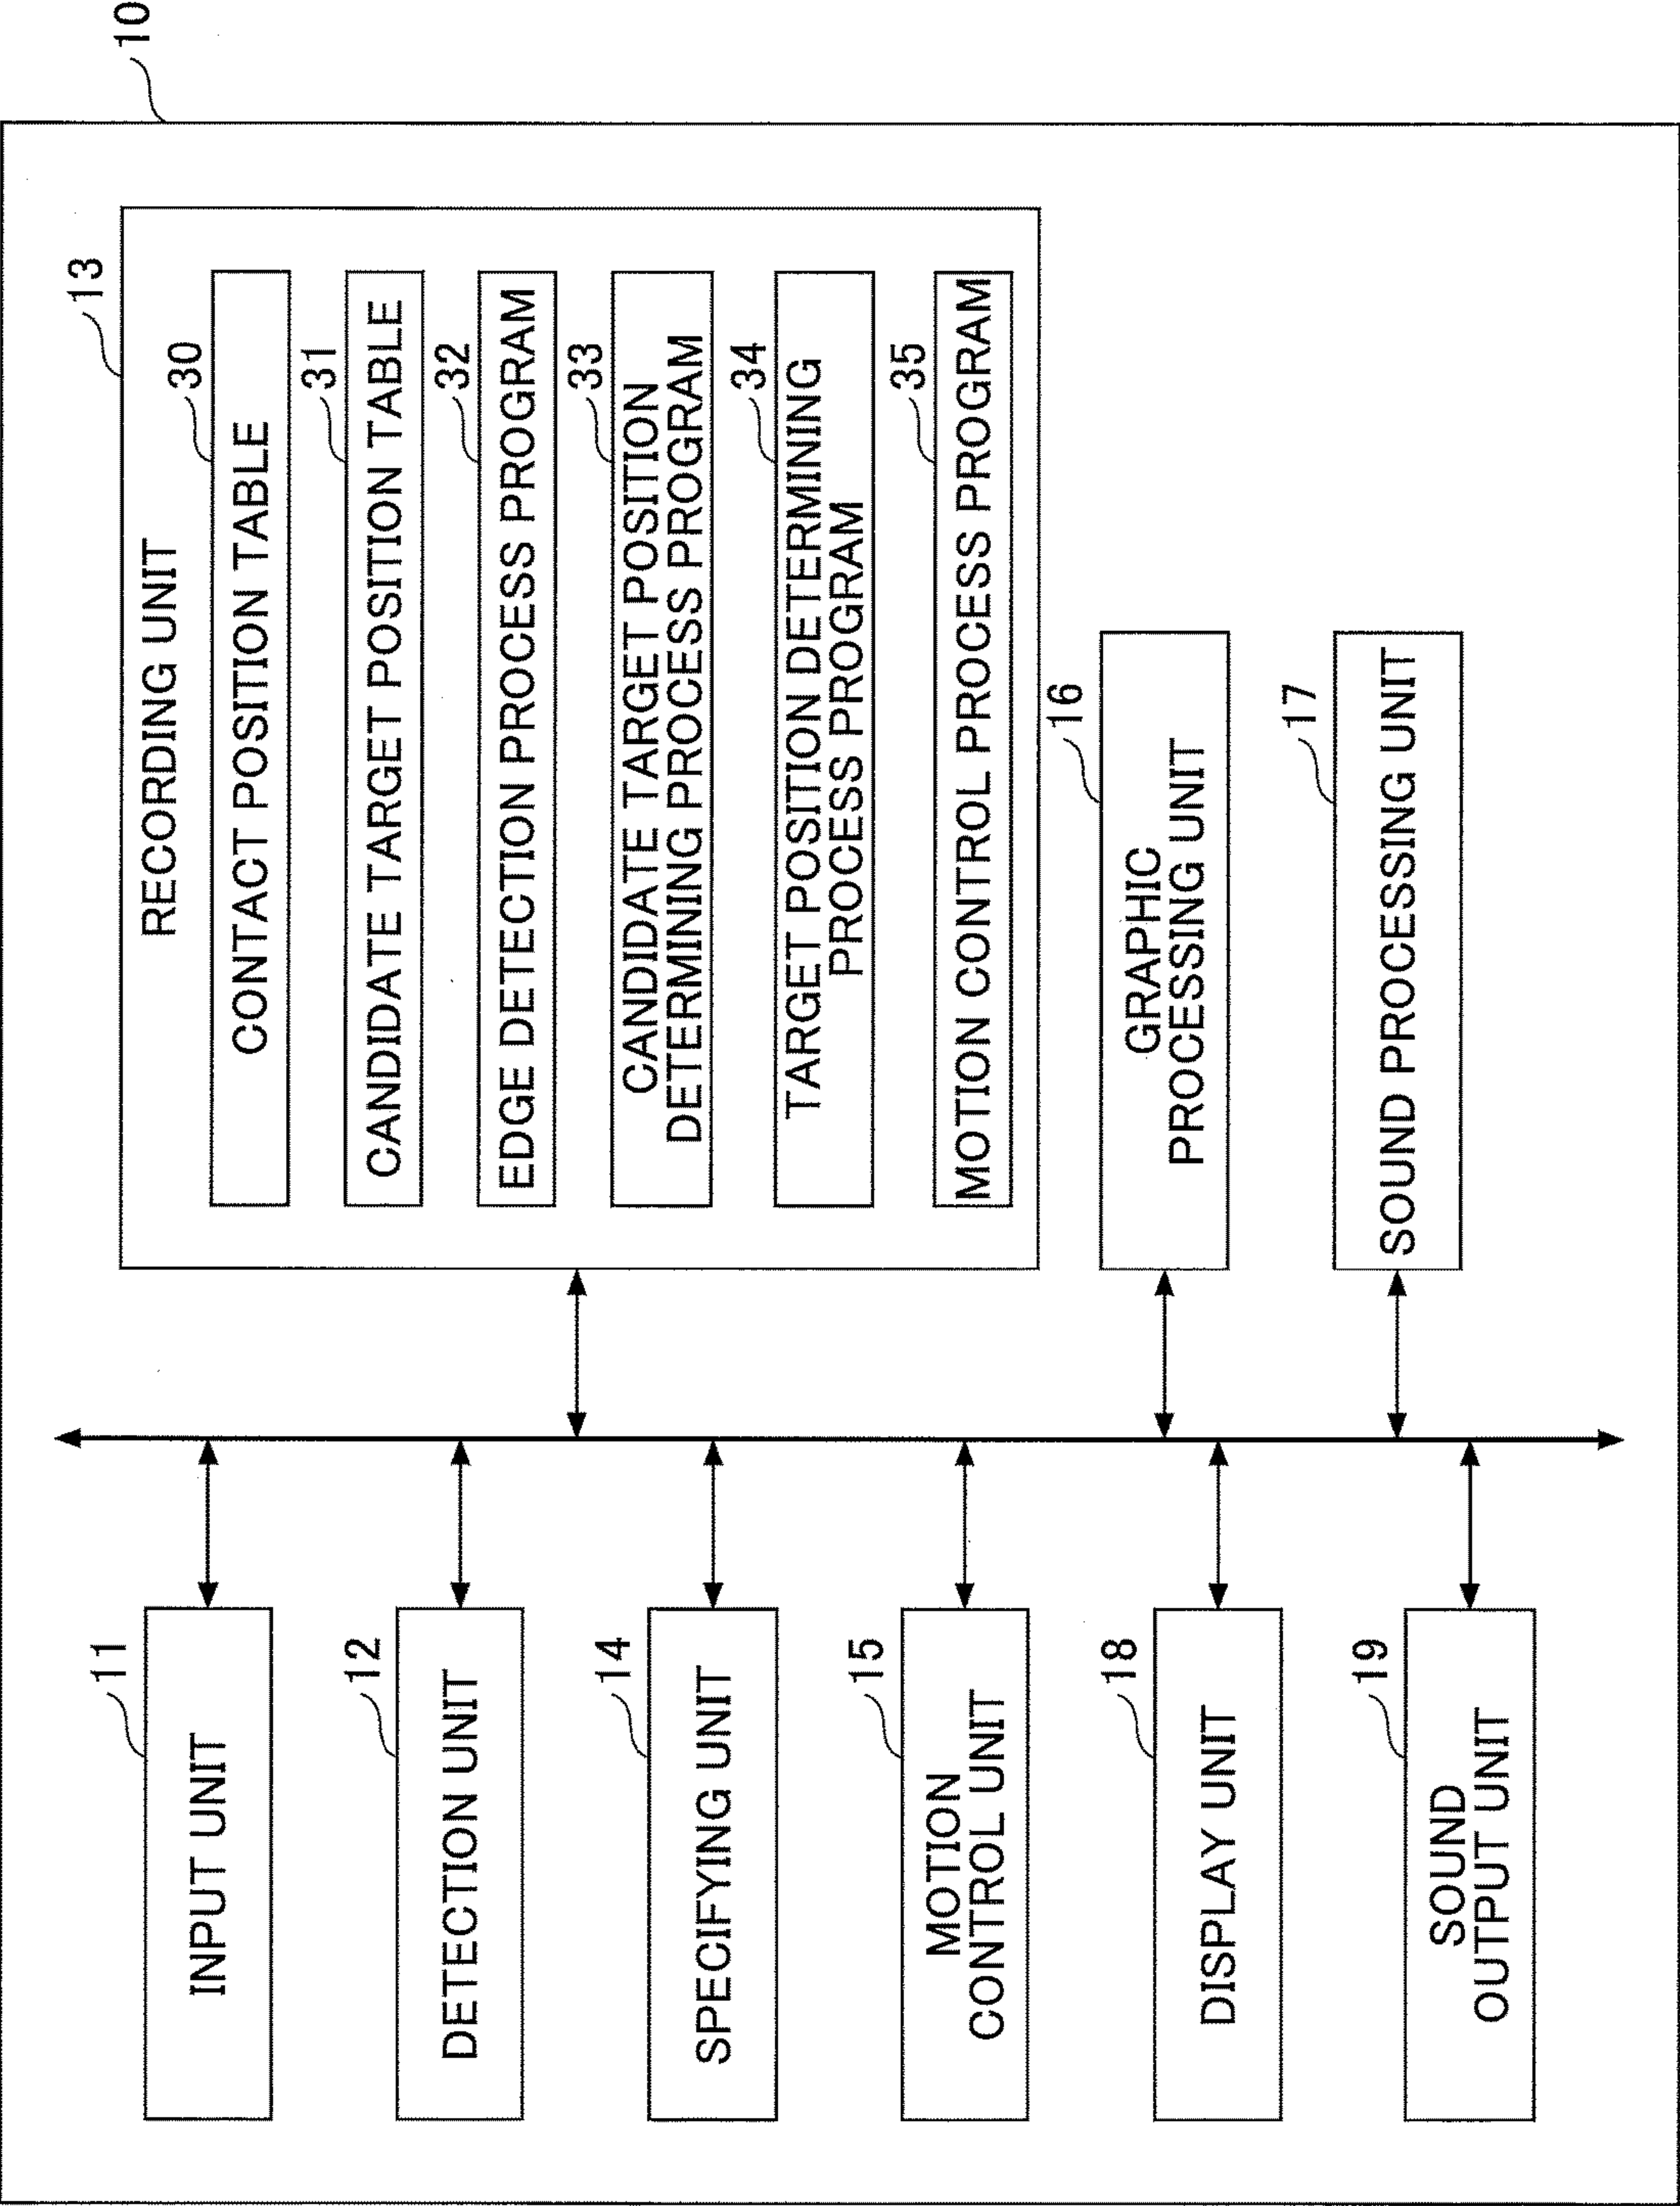 10
11
INPUT UNIT
12
DETECTION UNIT
14
SPECIFYING UNIT
15
MOTION
CONTROL UNIT
18
DISPLAY UNIT
19
SOUND
OUTPUT UNIT
13
RECORDING UNIT
30
CONTACT POSITION TABLE
31
CANDIDATE TARGET POSITION TABLE
32
EDGE DETECTION PROCESS PROGRAM
33
CANDIDATE TARGET POSITION
DETERMINING PROCESS PROGRAM
34
TARGET POSITION DETERMINING
PROCESS PROGRAM
35
MOTION CONTROL PROCESS PROGRAM
16
GRAPHIC
PROCESSING UNIT
17
SOUND PROCESSING UNIT